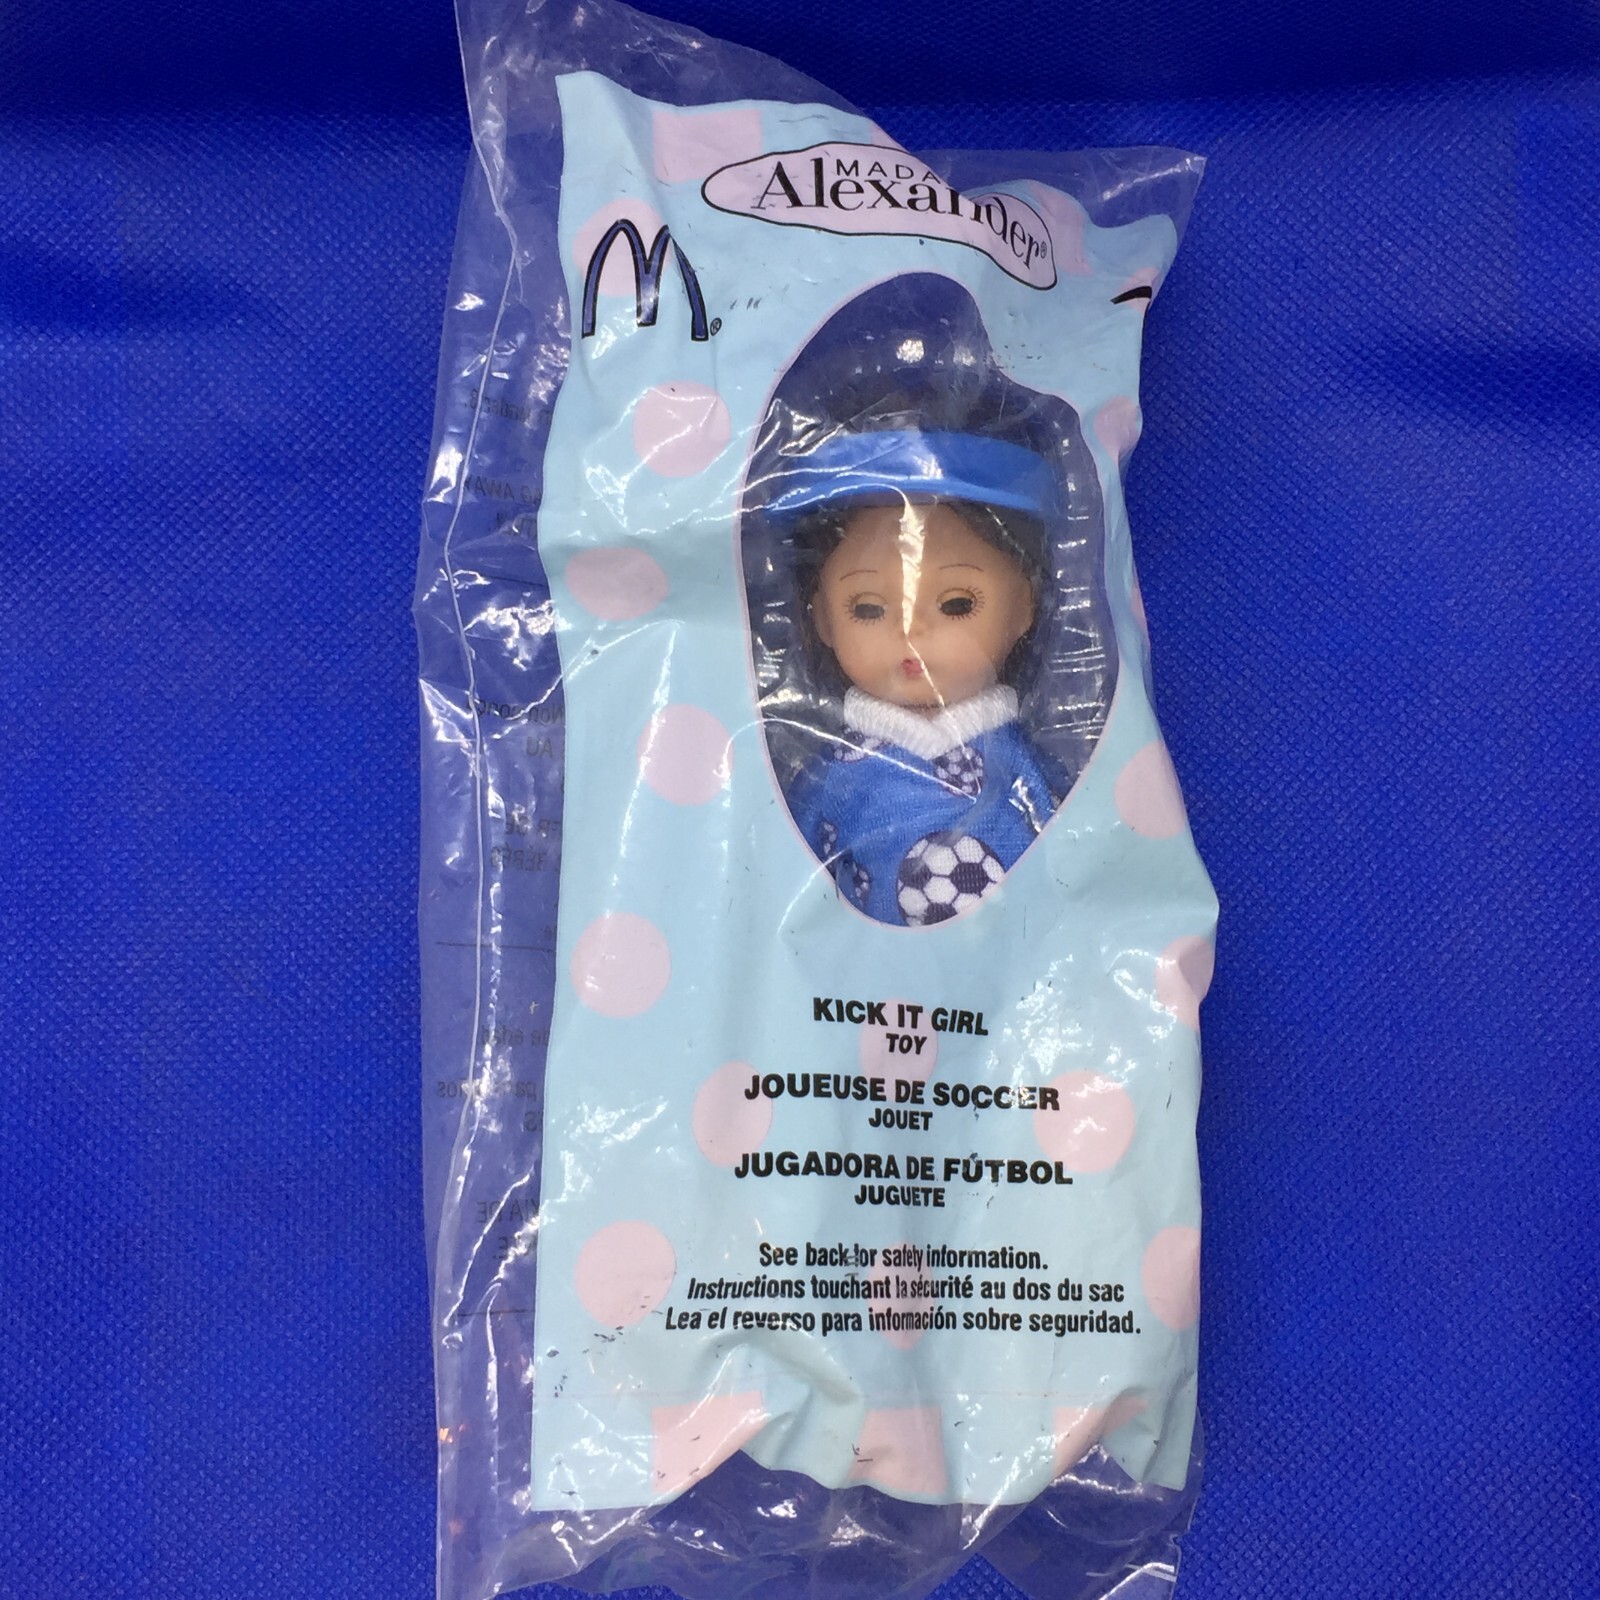 MADA
Alexander®
M®
KICK IT GIRL
TOY
JOUEUSE DE SOCCER
JOUET
JUGADORA DE FÚTBOL
JUGUETE
See back for safety information.
Instructions touchant la sécurité au dos du sac
Lea el reverso para información sobre seguridad.